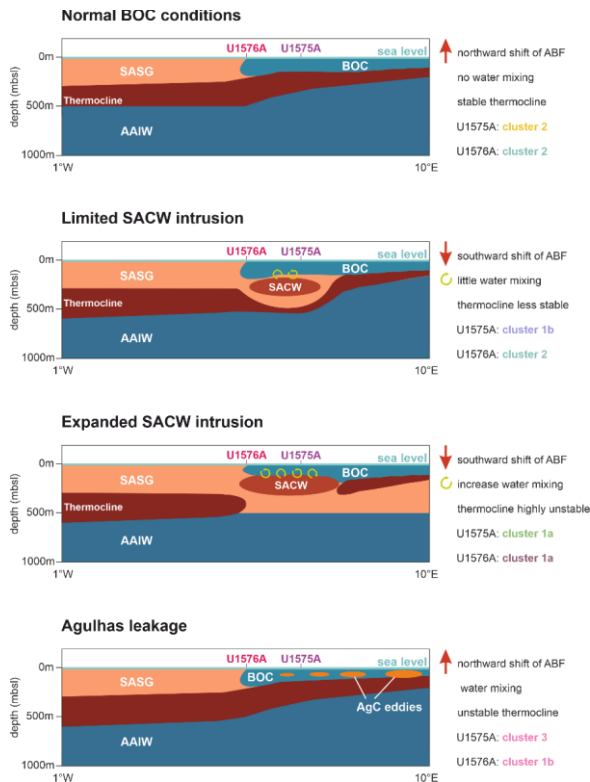 Normal BOC conditions
U1576A U1575A
sea level
0m
SASG
BOC
depth (mbsl)
Thermocline
500m
AAIW
1000m
1°W
10°E
northward shift of ABF
no water mixing
stable thermocline
U1575A: cluster 2
U1576A: cluster 2
Limited SACW intrusion
U1576A U1575A
sea level
0m
SASG
BOC
SACW
depth (mbsl)
Thermocline
500m
AAIW
1000m
1°W
10°E
southward shift of ABF
little water mixing
thermocline less stable
U1575A: cluster 1b
U1576A: cluster 2
Expanded SACW intrusion
U1576A U1575A
sea level
0m
SASG
BOC
SACW
depth (mbsl)
Thermocline
500m
AAIW
1000m
1°W
10°E
southward shift of ABF
increase water mixing
thermocline highly unstable
U1575A: cluster 1a
U1576A: cluster 1a
Agulhas leakage
U1576A U1575A
sea level
0m
SASG
BOC
AgC eddies
depth (mbsl)
Thermocline
500m
AAIW
1000m
1°W
10°E
northward shift of ABF
water mixing
unstable thermocline
U1575A: cluster 3
U1576A: cluster 1b